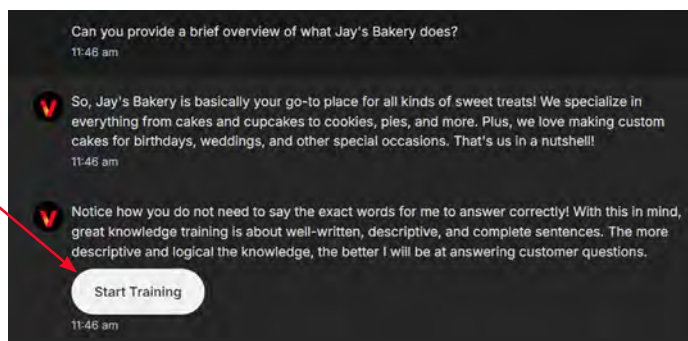 Can you provide a brief overview of what Jay's Bakery does?
11:46 am
So, Jay's Bakery is basically your go-to place for all kinds of sweet treats! We specialize in
everything from cakes and cupcakes to cookies, pies, and more. Plus, we love making custom
cakes for birthdays, weddings, and other special occasions. That's us in a nutshell!
11:46 am
Notice how you do not need to say the exact words for me to answer correctly! With this in mind,
great knowledge training is about well-written, descriptive, and complete sentences. The more
descriptive and logical the knowledge, the better I will be at answering customer questions.
Start Training
11:46 am